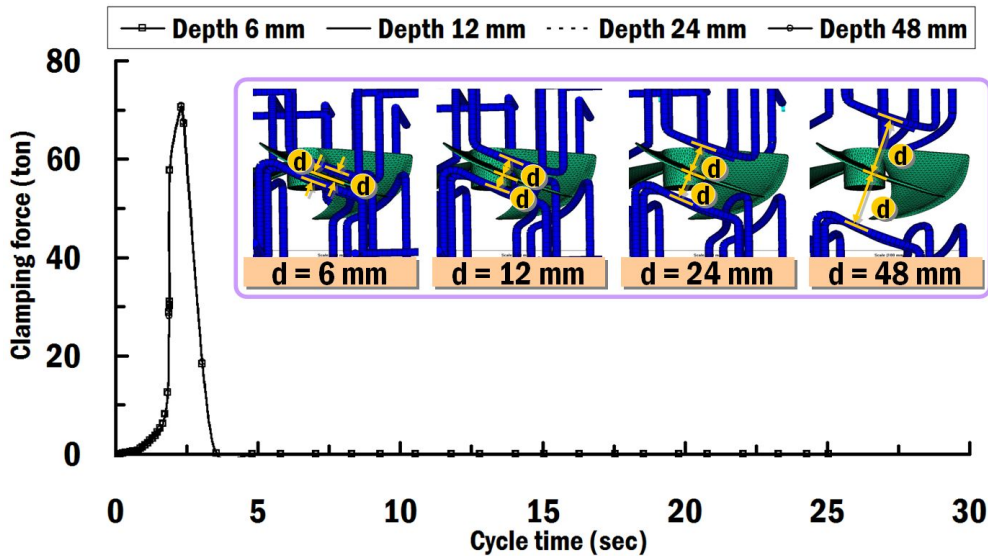 Depth 6 mm Depth 12 mm Depth 24 mm Depth 48 mm
80
60
40
20
0
Clamping force (ton)
d d d d
d d d d
d = 6 mm d = 12 mm d = 24 mm d = 48 mm
0 5 10 15 20 25 30
Cycle time (sec)